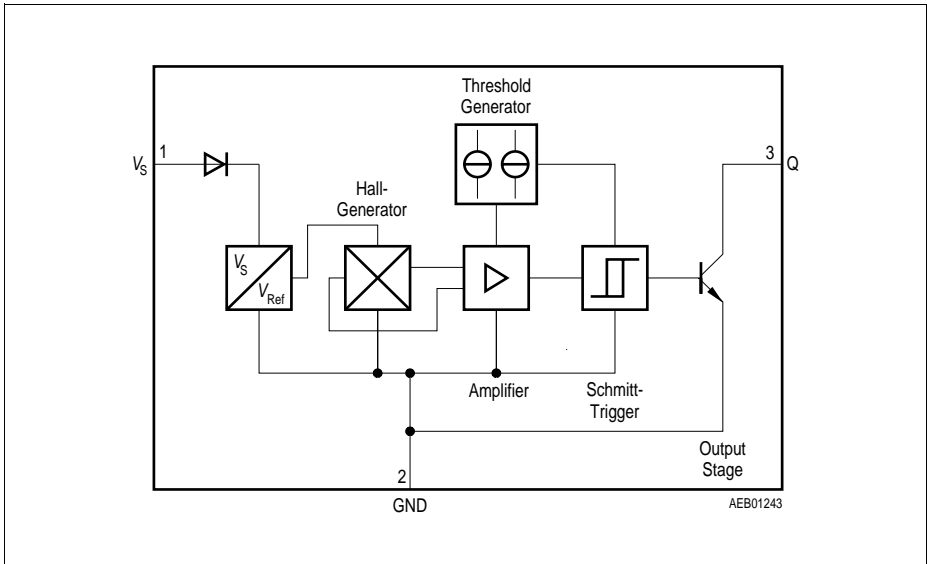 Threshold
Generator
1
3
V_S
Q
Hall-
Generator
V_S
V_Ref
Amplifier
Schmitt-
Trigger
Output
Stage
2
GND
AEB01243